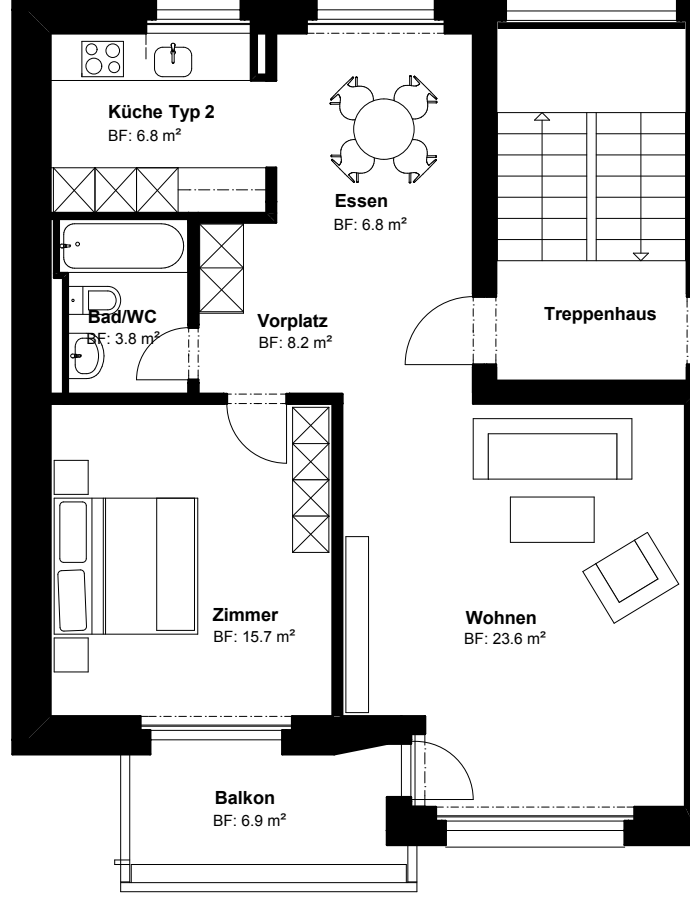 Küche Typ 2
BF: 6.8 m²
Essen
BF: 6.8 m²
Treppenhaus
Bad/WC
BF: 3.8 m²
Vorplatz
BF: 8.2 m²
Zimmer
BF: 15.7 m²
Wohnen
BF: 23.6 m²
Balkon
BF: 6.9 m²